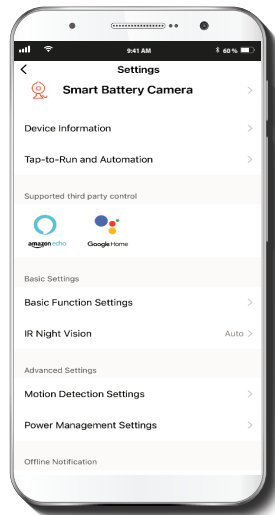 9:41 AM 60 %
Settings
Smart Battery Camera
Device Information
Tap-to-Run and Automation
Supported third party control
amazon echo Google Home
Basic Settings
Basic Function Settings
IR Night Vision Auto
Advanced Settings
Motion Detection Settings
Power Management Settings
Offline Notification